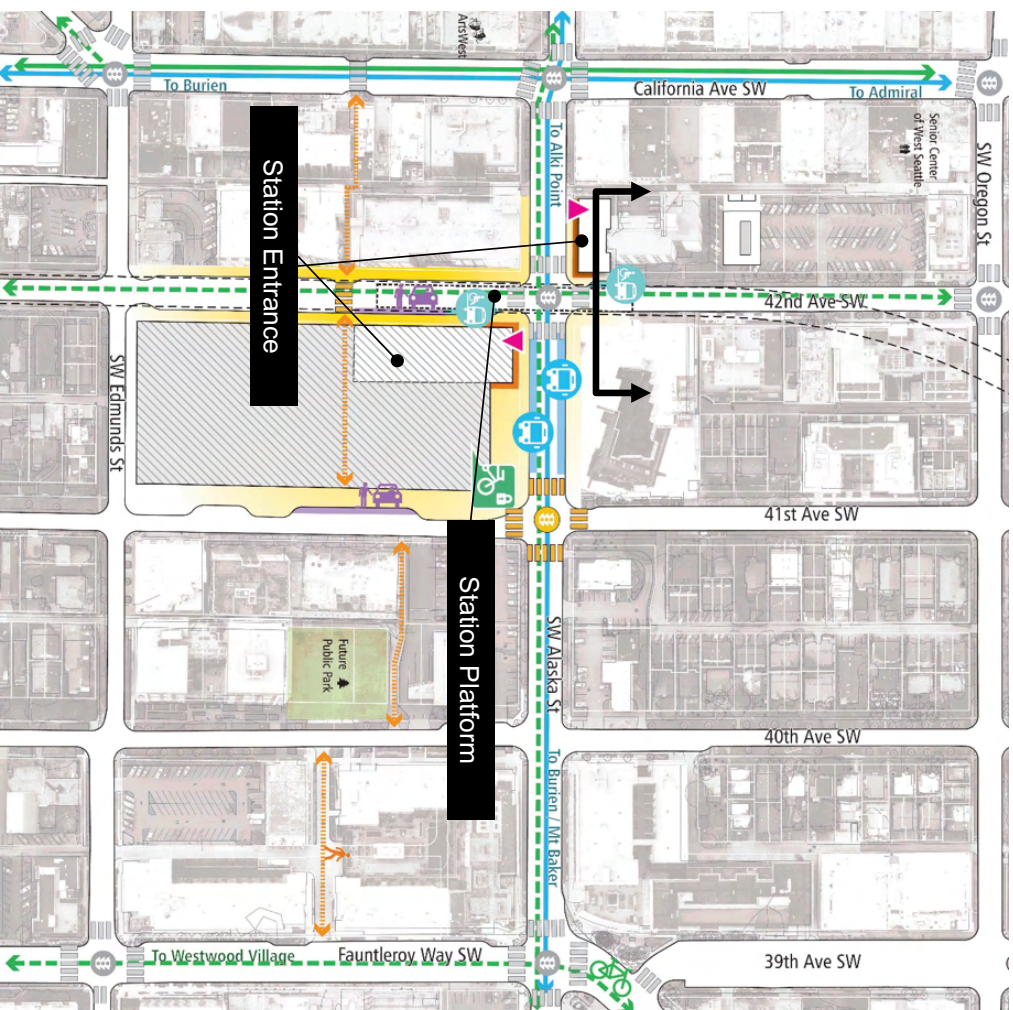 ArtsWest
To Burien
California Ave SW
To Admiral
Senior Center
of West Seattle
SW Oregon St
To Alki Point
Station Entrance
42nd Ave SW
SW Edmunds St
41st Ave SW
Station Platform
Future
Public Park
SW Alaska St
40th Ave SW
To Burien / Mt Baker
To Westwood Village
Fauntleroy Way SW
39th Ave SW